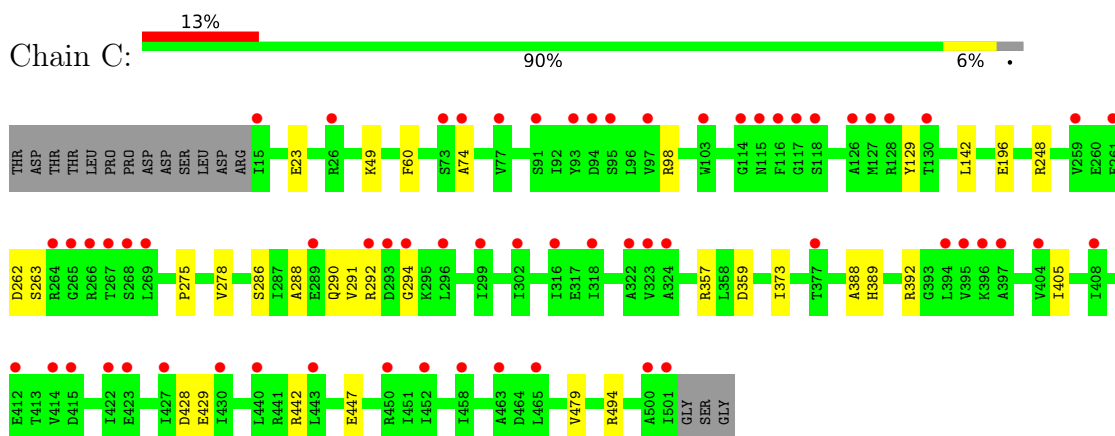 13%
Chain C:
90% 6% •
THR ASP THR THR LEU PRO PRO ASP ASP SER LEU ASP ARG I15 E23 R26 K49 F60 S73 A74 V77 S91 I92 Y93 D94 S95 L96 V97 R98 W103 G114 N115 F116 G117 S118 A126 M127 R128 Y129 T130 L142 E196 R248 V259 E260 E261
D262 S263 R264 G265 R266 T267 S268 L269 P275 V278 S286 I287 A288 E289 Q290 V291 R292 D293 G294 K295 L296 I299 I302 I316 E317 I318 A322 V323 A324 R357 L358 D359 I373 T377 A388 H389 R392 G393 L394 V395 K396 A397 V404 I405 I408
E412 T413 V414 D415 I422 E423 I427 D428 E429 I430 L440 R441 R442 L443 E447 R450 I451 I452 I458 A463 D464 L465 V479 R494 A500 I501 GLY SER GLY